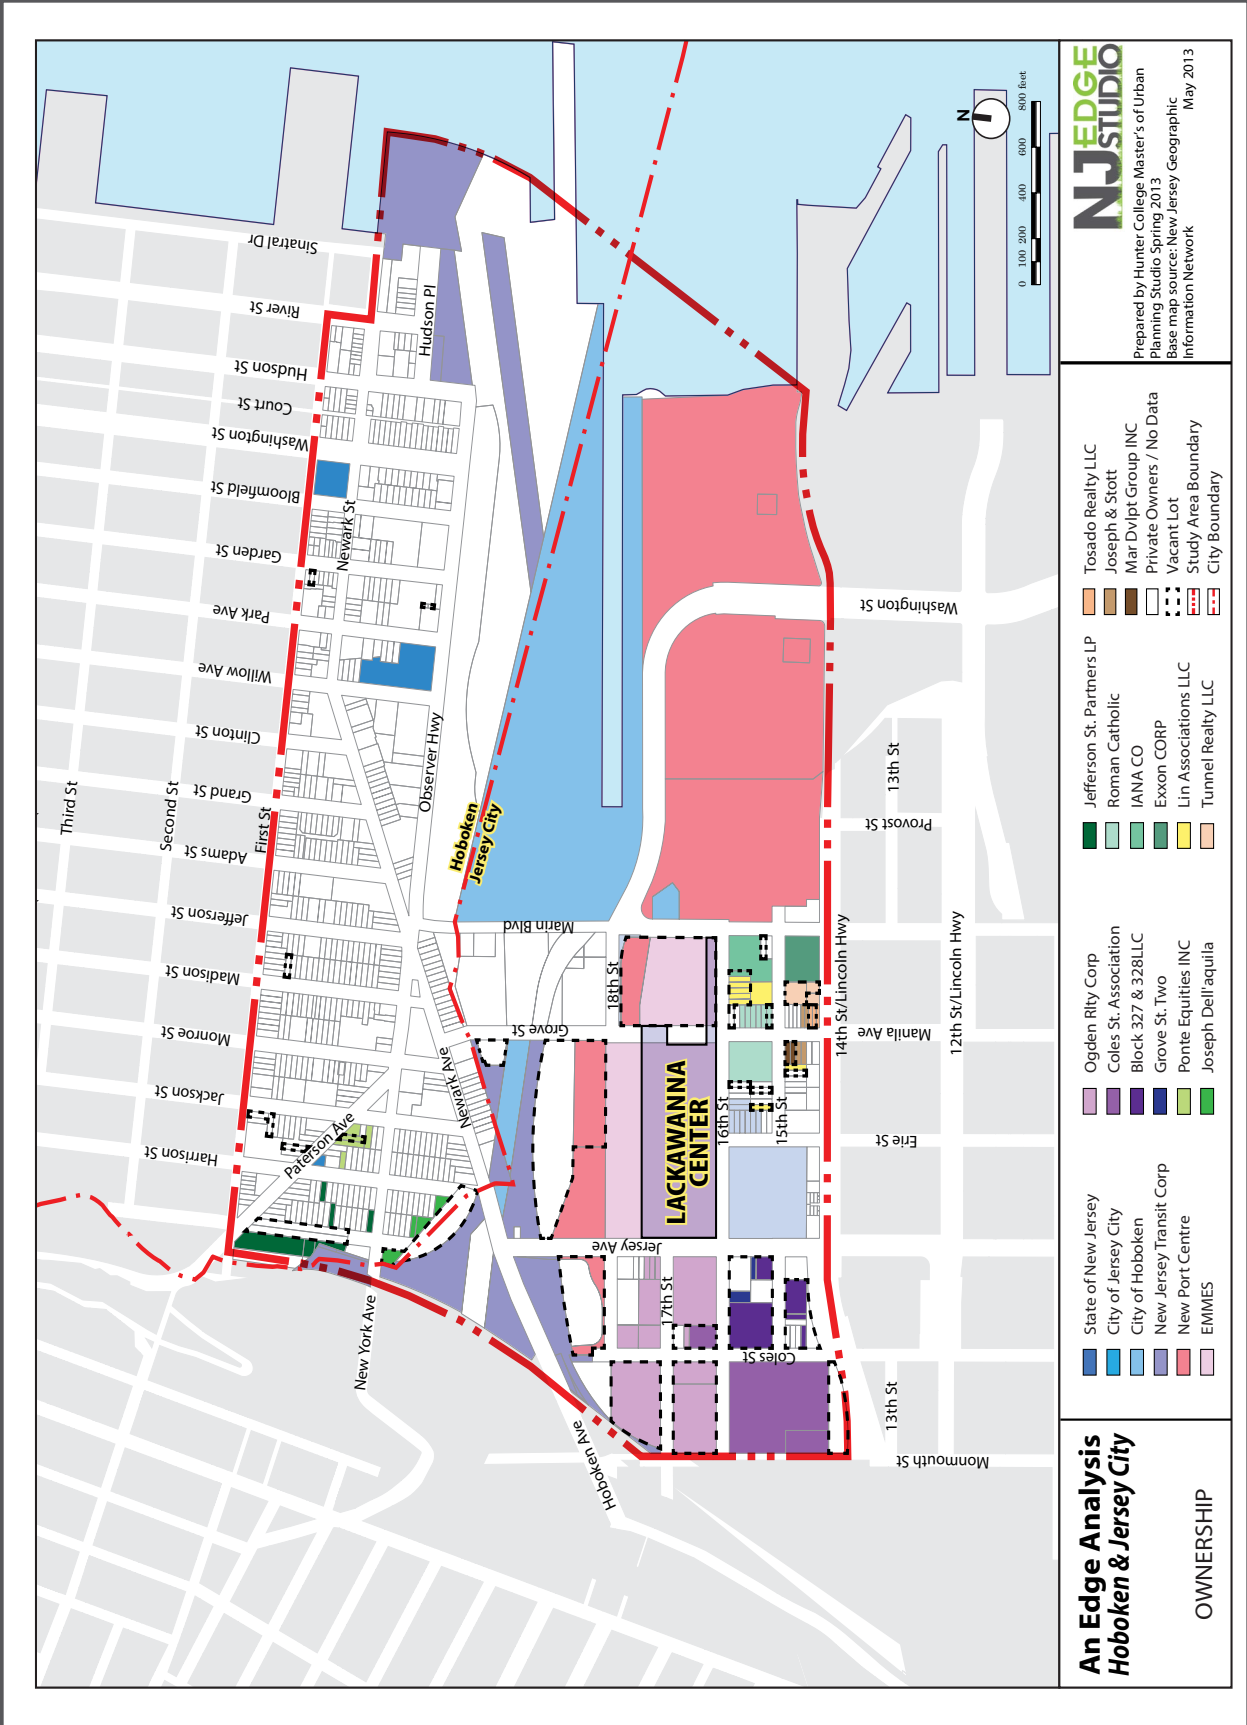 An Edge Analysis
Hoboken & Jersey City
OWNERSHIP
State of New Jersey
City of Jersey City
City of Hoboken
New Jersey Transit Corp
New Port Centre
EMMES
Ogden Rlty Corp
Coles St. Association
Block 327 & 328LLC
Grove St. Two
Ponte Equities INC
Joseph Dell'aquila
Jefferson St. Partners LP
Roman Catholic
IANA CO
Exxon CORP
Lin Associations LLC
Tunnel Realty LLC
Tosado Realty LLC
Joseph & Stott
Mar Dvlpt Group INC
Private Owners / No Data
Vacant Lot
Study Area Boundary
City Boundary
NJ EDGE
STUDIO
Prepared by Hunter College Master's of Urban
Planning Studio Spring 2013
Base map source: New Jersey Geographic
Information Network
May 2013
N
0 100 200 400 600 800 feet
Third St
Second St
First St
Sinatral Dr
River St
Hudson St
Court St
Washington St
Bloomfield St
Garden St
Park Ave
Willow Ave
Clinton St
Grand St
Adams St
Jefferson St
Madison St
Monroe St
Jackson St
Harrison St
Hudson Pl
Newark St
Observer Hwy
Hoboken
Jersey City
Marin Blvd
Newark Ave
Paterson Ave
New York Ave
Hoboken Ave
Grove St
18th St
LACKAWANNA
CENTER
Jersey Ave
17th St
16th St
15th St
Coles St
Monmouth St
13th St
Erie St
Manila Ave
14th St/Lincoln Hwy
12th St/Lincoln Hwy
Provost St
13th St
Washington St